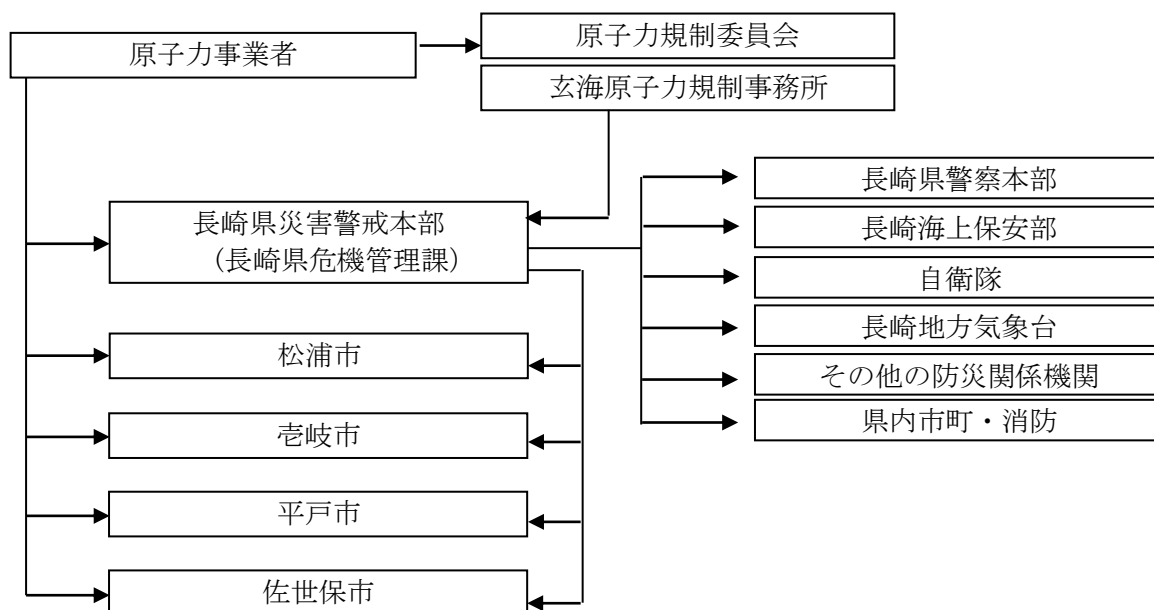 原子力事業者
原子力規制委員会
玄海原子力規制事務所
長崎県災害警戒本部
（長崎県危機管理課）
長崎県警察本部
長崎海上保安部
自衛隊
長崎地方気象台
その他の防災関係機関
県内市町・消防
松浦市
壱岐市
平戸市
佐世保市